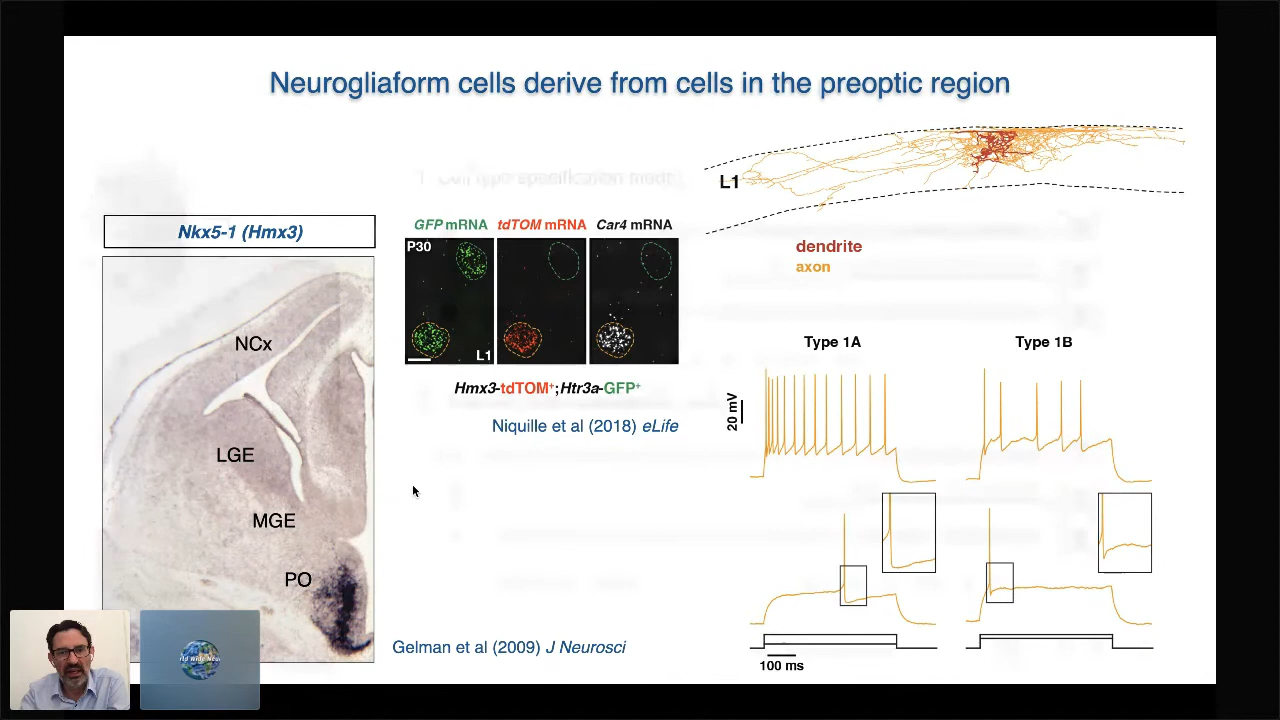 Neurogliaform cells derive from cells in the preoptic region
Nkx5-1 (Hmx3)
NCx
LGE
MGE
PO
Gelman et al (2009) J Neurosci
GFP mRNA tdTOM mRNA Car4 mRNA
P30
L1
Hmx3-tdTOM+;Htr3a-GFP+
Niquille et al (2018) eLife
L1
dendrite
axon
Type 1A
Type 1B
20 mV
100 ms